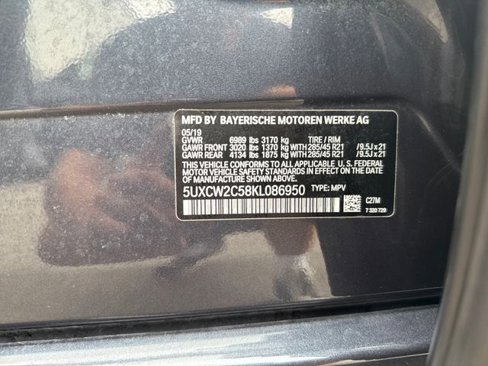 MFD BY BAYERISCHE MOTOREN WERKE AG
05/19
GVWR 6989 lbs 3170 kg TIRE / RIM
GAWR FRONT 3020 lbs 1370 kg WITH 285/45 R21 /9.5J x 21
GAWR REAR 4134 lbs 1875 kg WITH 285/45 R21 /9.5J x 21
THIS VEHICLE CONFORMS TO ALL APPLICABLE U. S. FEDERAL
MOTOR VEHICLE SAFETY STANDARDS IN EFFECT ON THE
DATE OF MANUFACTURE SHOWN ABOVE.
5UXCW2C58KL086950 TYPE: MPV
C27M
7 320 729